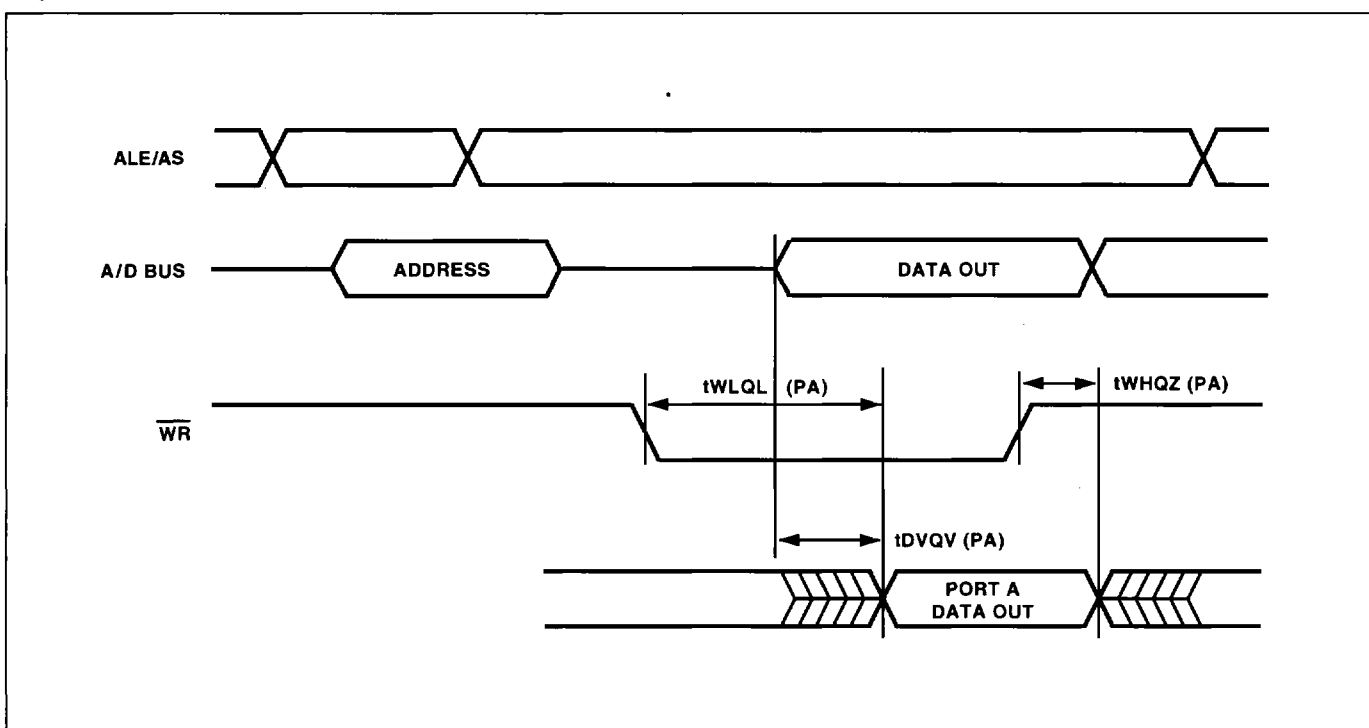 ALE/AS
A/D BUS
ADDRESS
DATA OUT
tWLQL (PA)
tWHQZ (PA)
WR
tDVQV (PA)
PORT A
DATA OUT